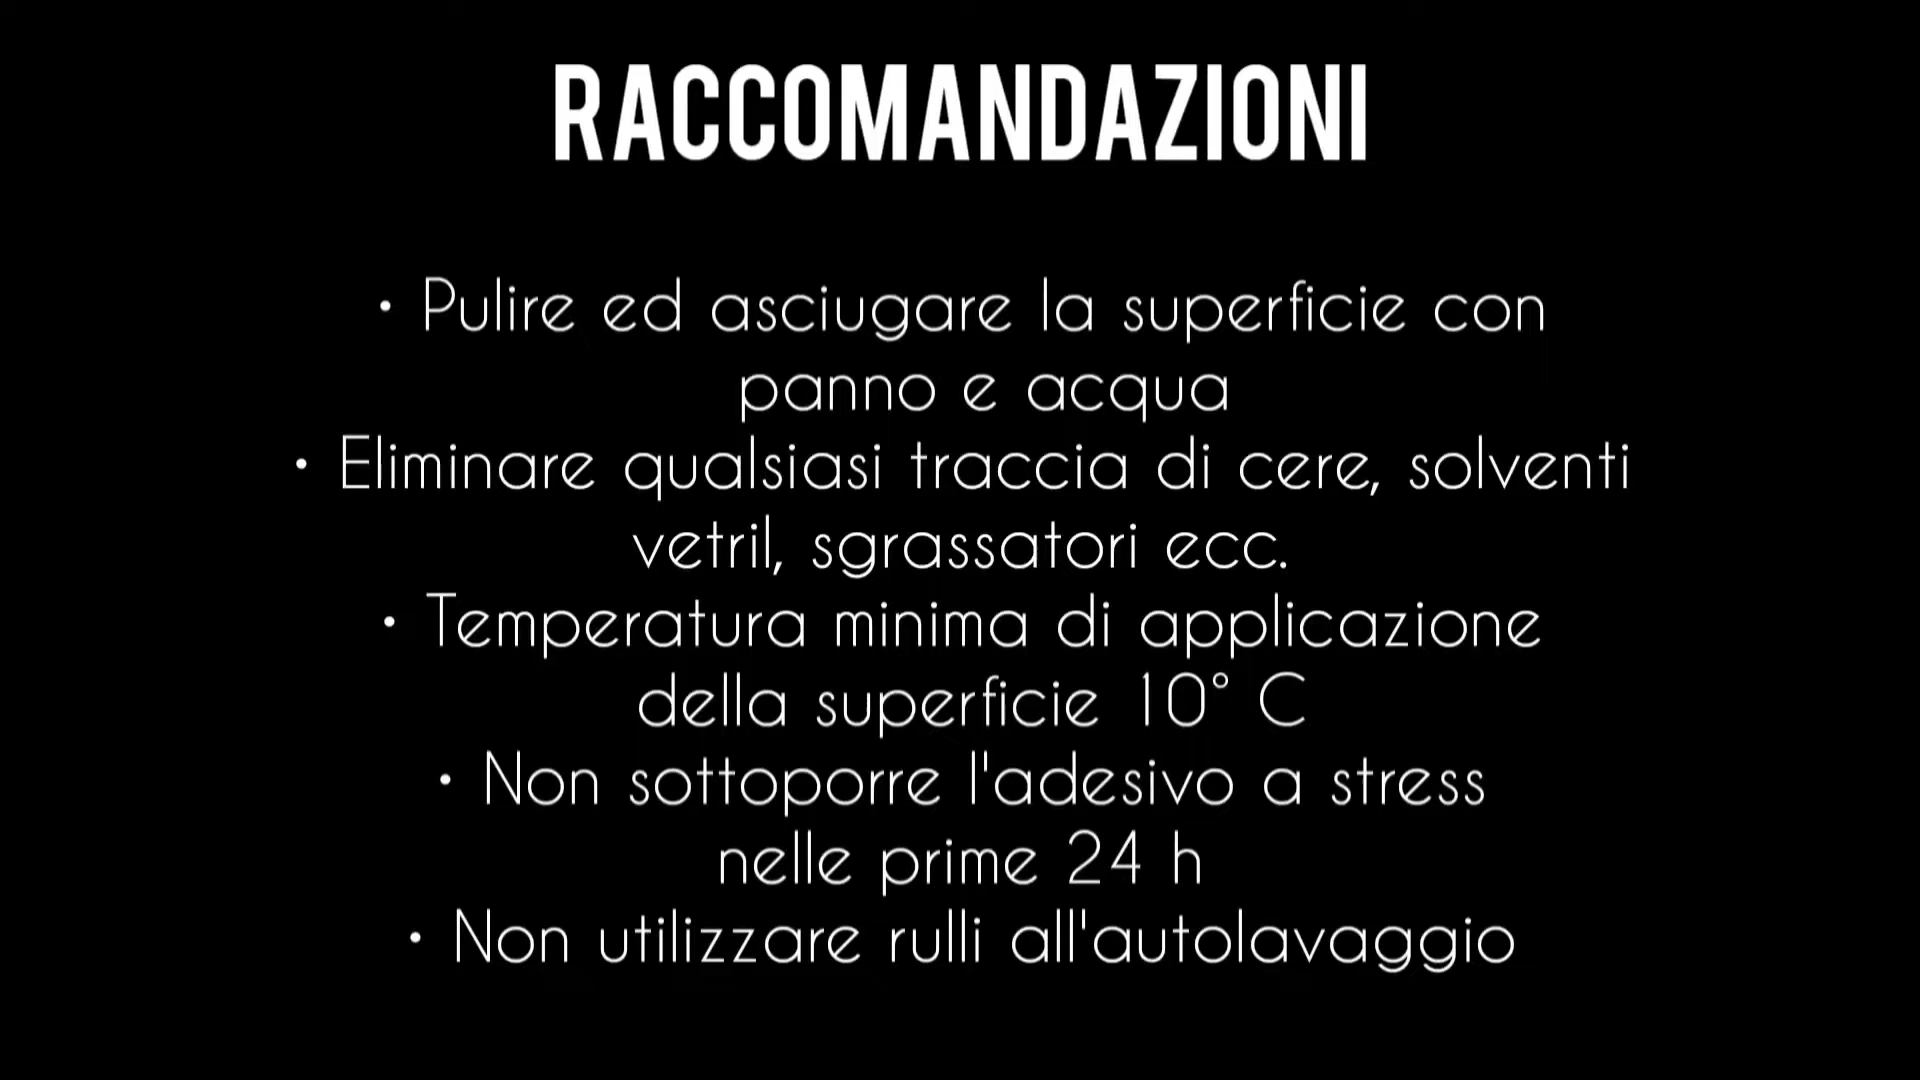 RACCOMANDAZIONI
• Pulire ed asciugare la superficie con
panno e acqua
• Eliminare qualsiasi traccia di cere, solventi
vetril, sgrassatori ecc.
• Temperatura minima di applicazione
della superficie 10° C
• Non sottoporre l'adesivo a stress
nelle prime 24 h
• Non utilizzare rulli all'autolavaggio